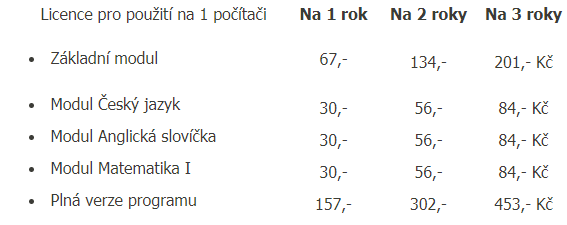 Licence pro použití na 1 počítači Na 1 rok Na 2 roky Na 3 roky
• Základní modul 67,- 134,- 201,- Kč
• Modul Český jazyk 30,- 56,- 84,- Kč
• Modul Anglická slovíčka 30,- 56,- 84,- Kč
• Modul Matematika I 30,- 56,- 84,- Kč
• Plná verze programu 157,- 302,- 453,- Kč